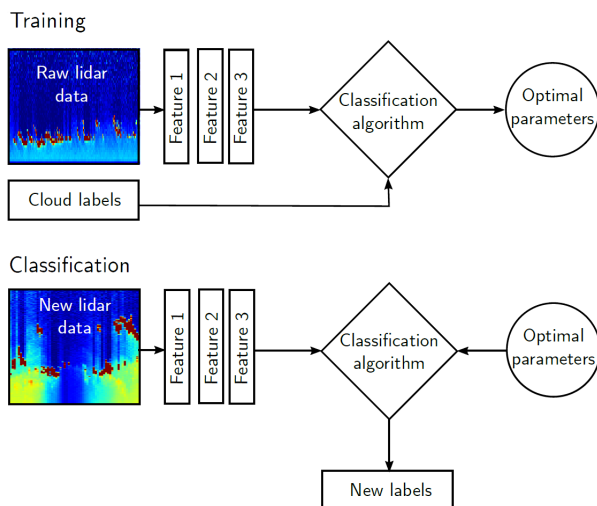 Training
Raw lidar
data
Feature 1
Feature 2
Feature 3
Classification
algorithm
Optimal
parameters
Cloud labels
Classification
New lidar
data
Feature 1
Feature 2
Feature 3
Classification
algorithm
Optimal
parameters
New labels